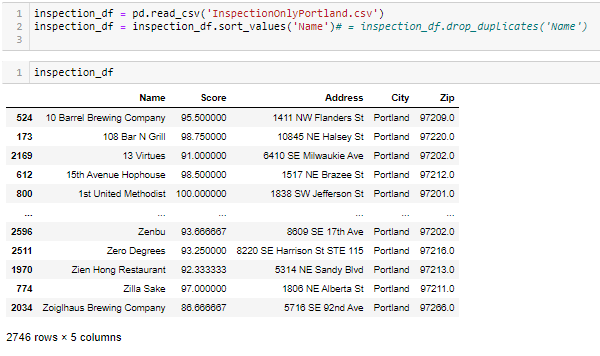 1 inspection_df = pd.read_csv('InspectionOnlyPortland.csv')
2 inspection_df = inspection_df.sort_values('Name')# = inspection_df.drop_duplicates('Name')
3
1 inspection_df
Name Score Address City Zip
524 10 Barrel Brewing Company 95.500000 1411 NW Flanders St Portland 97209.0
173 108 Bar N Grill 98.750000 10845 NE Halsey St Portland 97220.0
2169 13 Virtues 91.000000 6410 SE Milwaukie Ave Portland 97202.0
612 15th Avenue Hophouse 98.500000 1517 NE Brazee St Portland 97212.0
800 1st United Methodist 100.000000 1838 SW Jefferson St Portland 97201.0
... ... ... ... ... ...
2596 Zenbu 93.666667 8609 SE 17th Ave Portland 97202.0
2511 Zero Degrees 93.250000 8220 SE Harrison St STE 115 Portland 97216.0
1970 Zien Hong Restaurant 92.333333 5314 NE Sandy Blvd Portland 97213.0
774 Zilla Sake 97.000000 1806 NE Alberta St Portland 97211.0
2034 Zoiglhaus Brewing Company 86.666667 5716 SE 92nd Ave Portland 97266.0
2746 rows × 5 columns